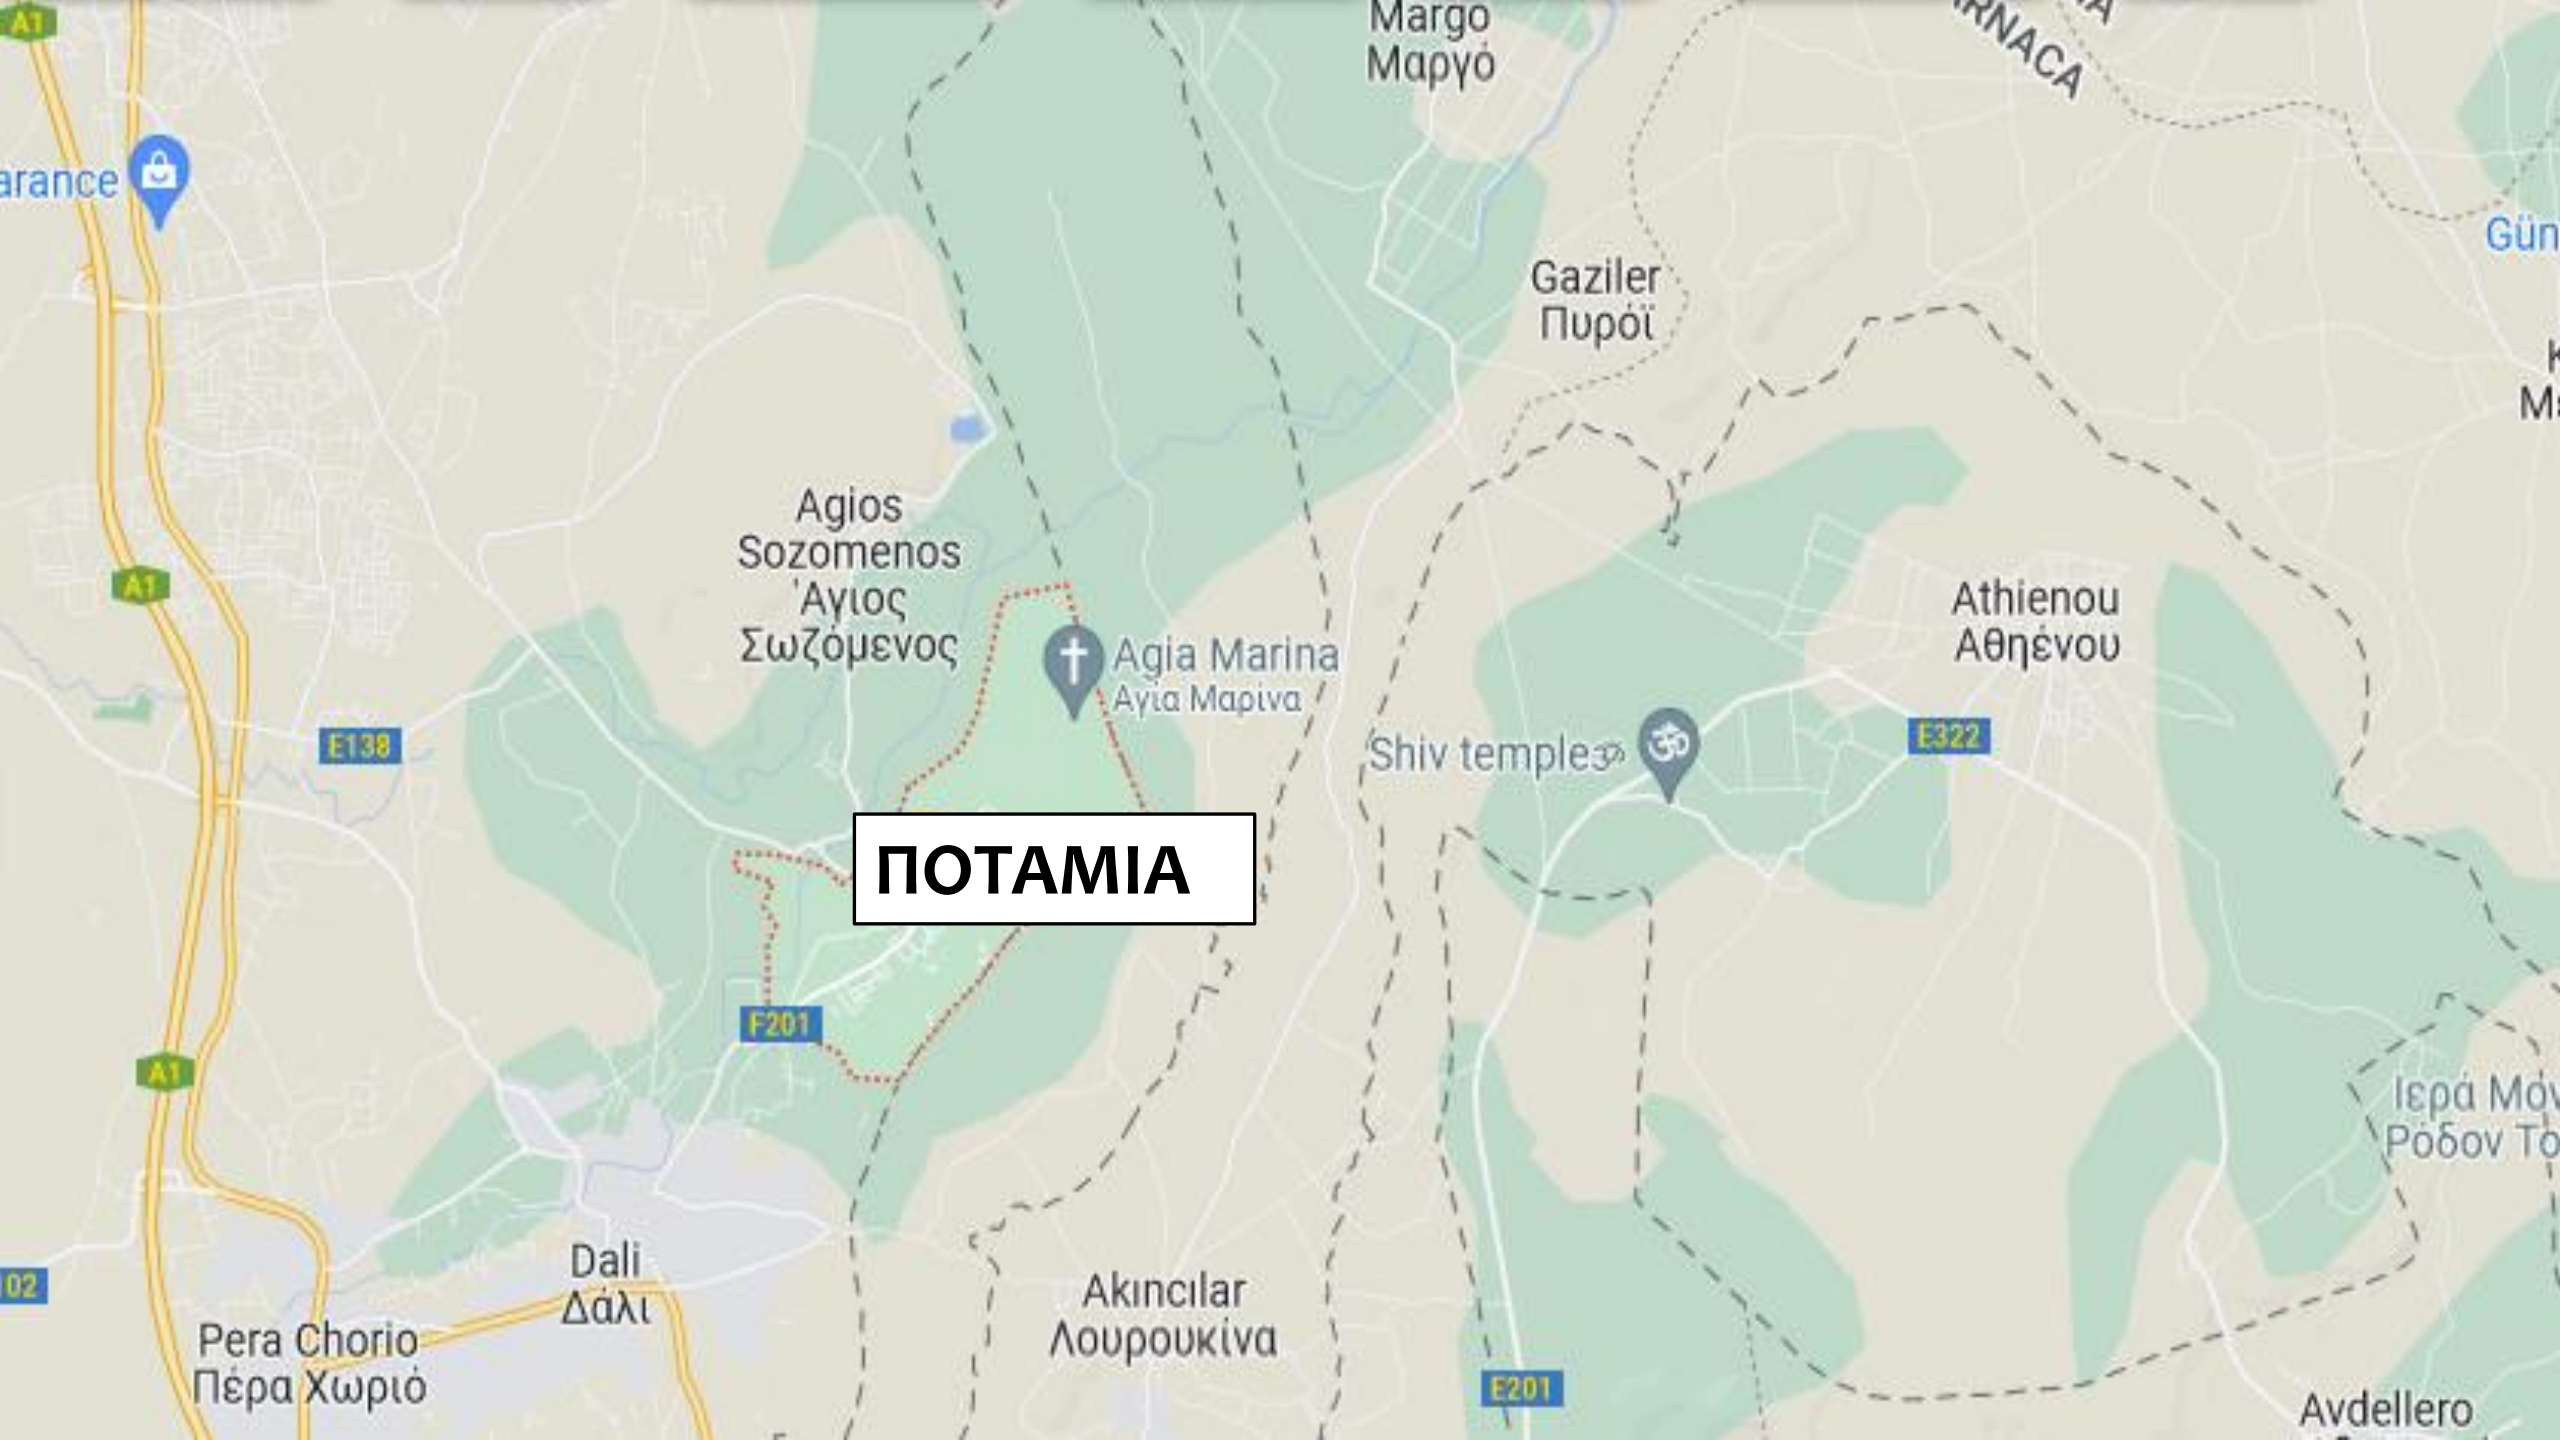 A1
Margo
Μαργό
RNACA
arance
Gaziler
Πυρόϊ
Gün
Agios
Sozomenos
Άγιος
Σωζόμενος
A1
Athienou
Αθηένου
Agia Marina
Αγία Μαρίνα
E138
Shiv templeॐ
ॐ
E322
ΠΟΤΑΜΙΑ
F201
A1
Ιερά Μον
Ρόδον Το
Dali
Δάλι
Akıncılar
Λουρουκίνα
02
Pera Chorio
Πέρα Χωριό
E201
Avdellero